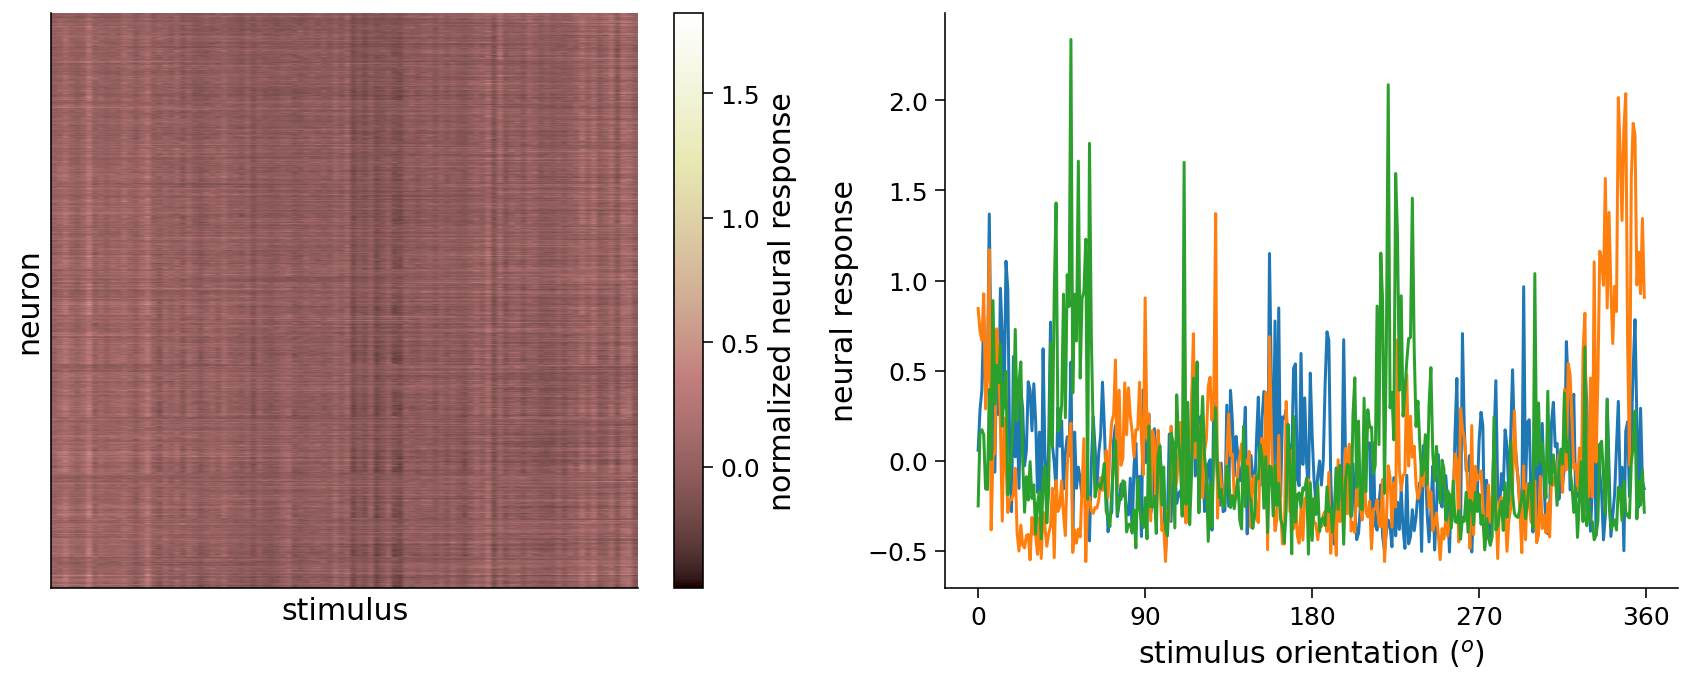 neuron
stimulus
1.5
1.0
0.5
0.0
normalized neural response
neural response
2.0
1.5
1.0
0.5
0.0
−0.5
0 90 180 270 360
stimulus orientation (o)